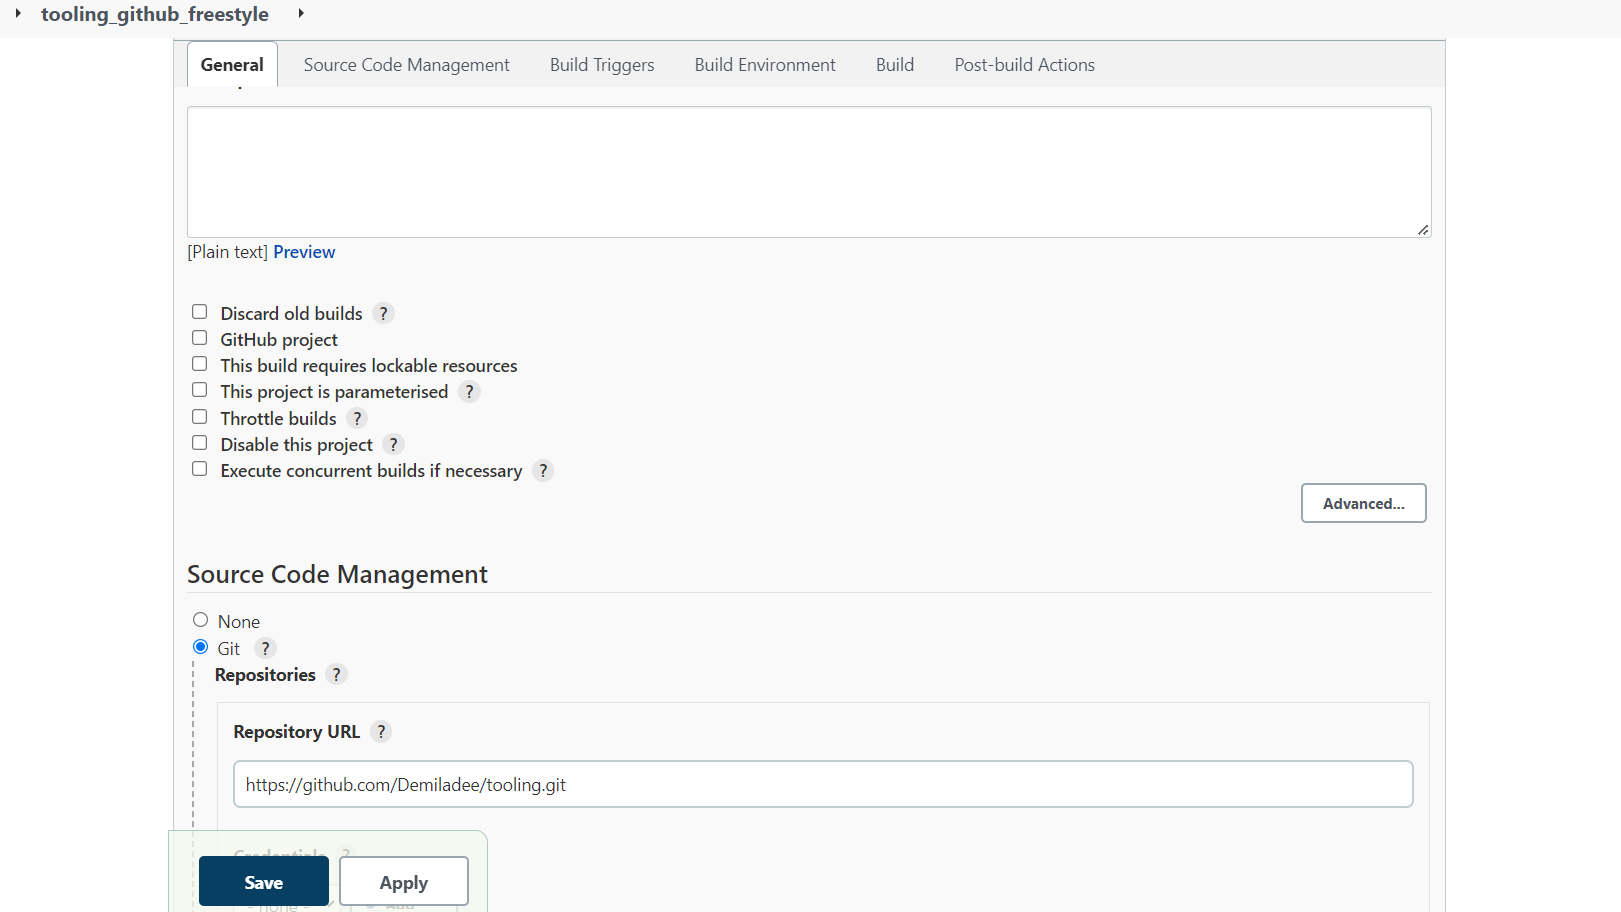 tooling_github_freestyle
General Source Code Management Build Triggers Build Environment Build Post-build Actions
[Plain text] Preview
Discard old builds ?
GitHub project
This build requires lockable resources
This project is parameterised ?
Throttle builds ?
Disable this project ?
Execute concurrent builds if necessary ?
Advanced...
Source Code Management
None
Git ?
Repositories ?
Repository URL ?
https://github.com/Demiladee/tooling.git
Credentials ?
Save Apply
- none - Add